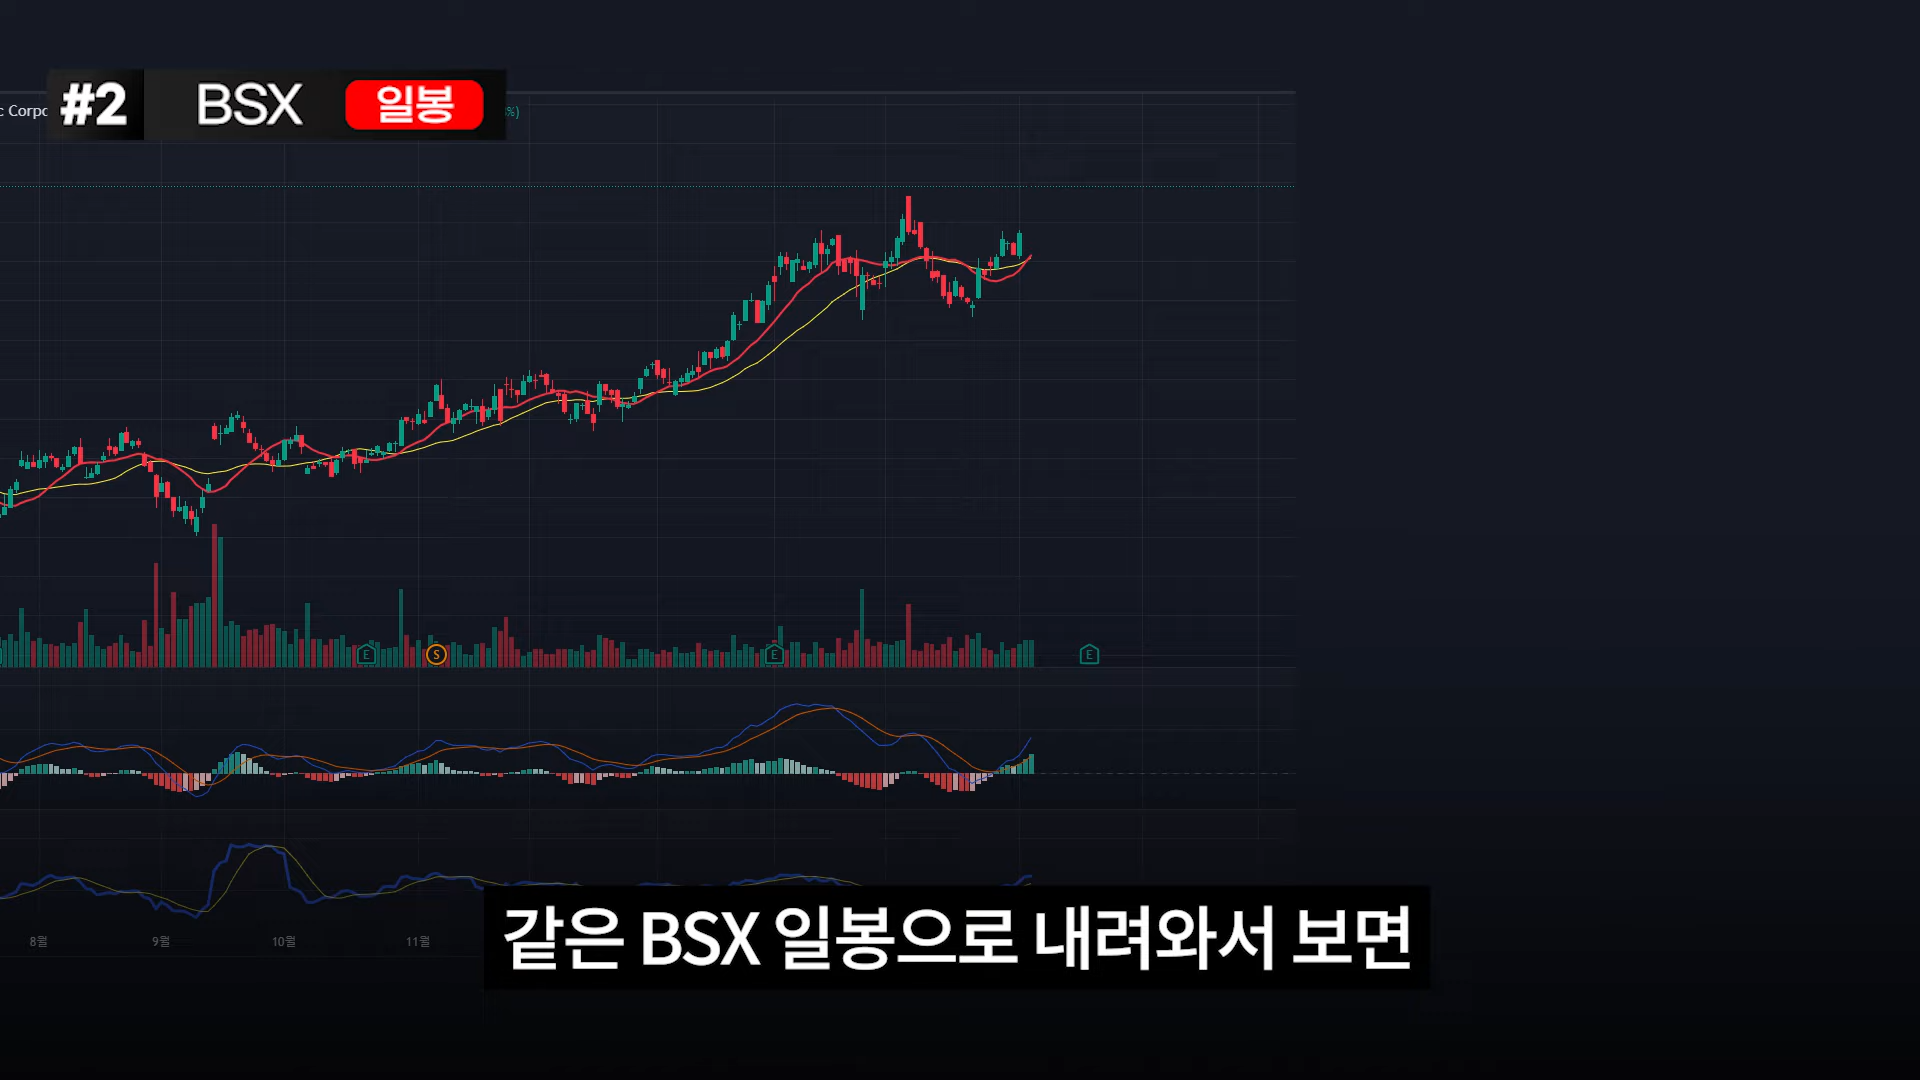 #2 BSX 일봉
c Corpo
%)
E S E E
8월 9월 10월 11월
같은 BSX 일봉으로 내려와서 보면